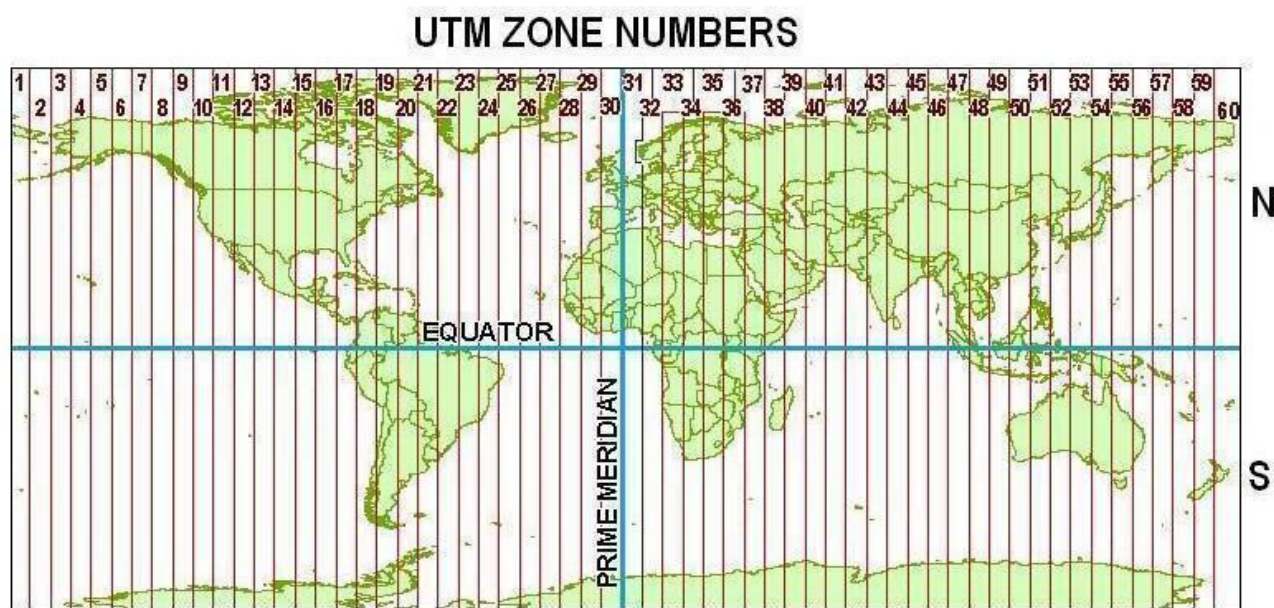 UTM ZONE NUMBERS
1 3 5 7 9 11 13 15 17 19 21 23 25 27 29 31 33 35 37 39 41 43 45 47 49 51 53 55 57 59
2 4 6 8 10 12 14 16 18 20 22 24 26 28 30 32 34 36 38 40 42 44 46 48 50 52 54 56 58 60
N
EQUATOR
PRIME MERIDIAN
S